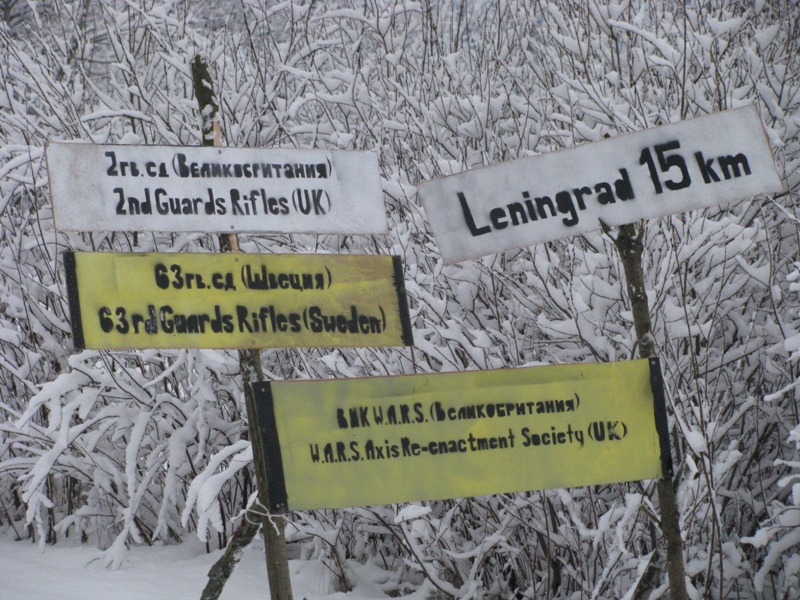 2гв.сд (Великобритания)
2nd Guards Rifles (UK)
Leningrad 15 km
63гв.сд (Швеция)
63rd Guards Rifles (Sweden)
ВИК W.A.R.S. (Великобритания)
W.A.R.S. Axis Re-enactment Society (UK)